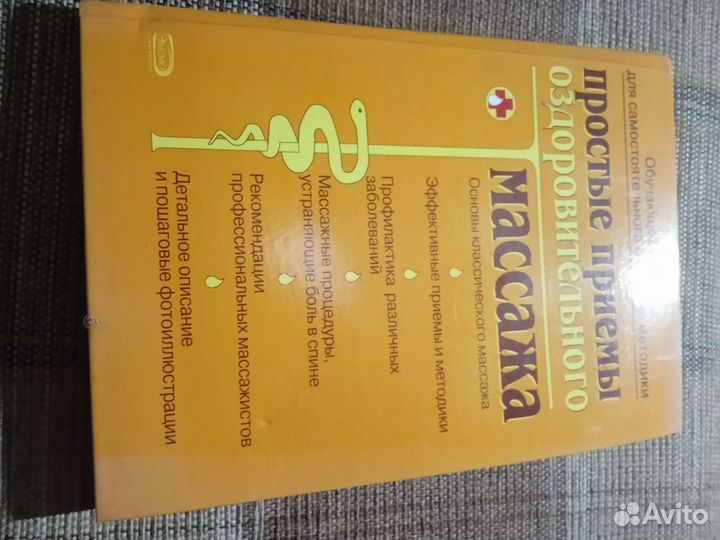 Обучающие методики
для самостоятельного
простые приемы
оздоровительного
массажа
Основы классического массажа
Эффективные приемы и методики
Профилактика различных
заболеваний
Массажные процедуры,
устраняющие боль в спине
Рекомендации
профессиональных массажистов
Детальное описание
и пошаговые фотоиллюстрации
ЭКСМО
Avito